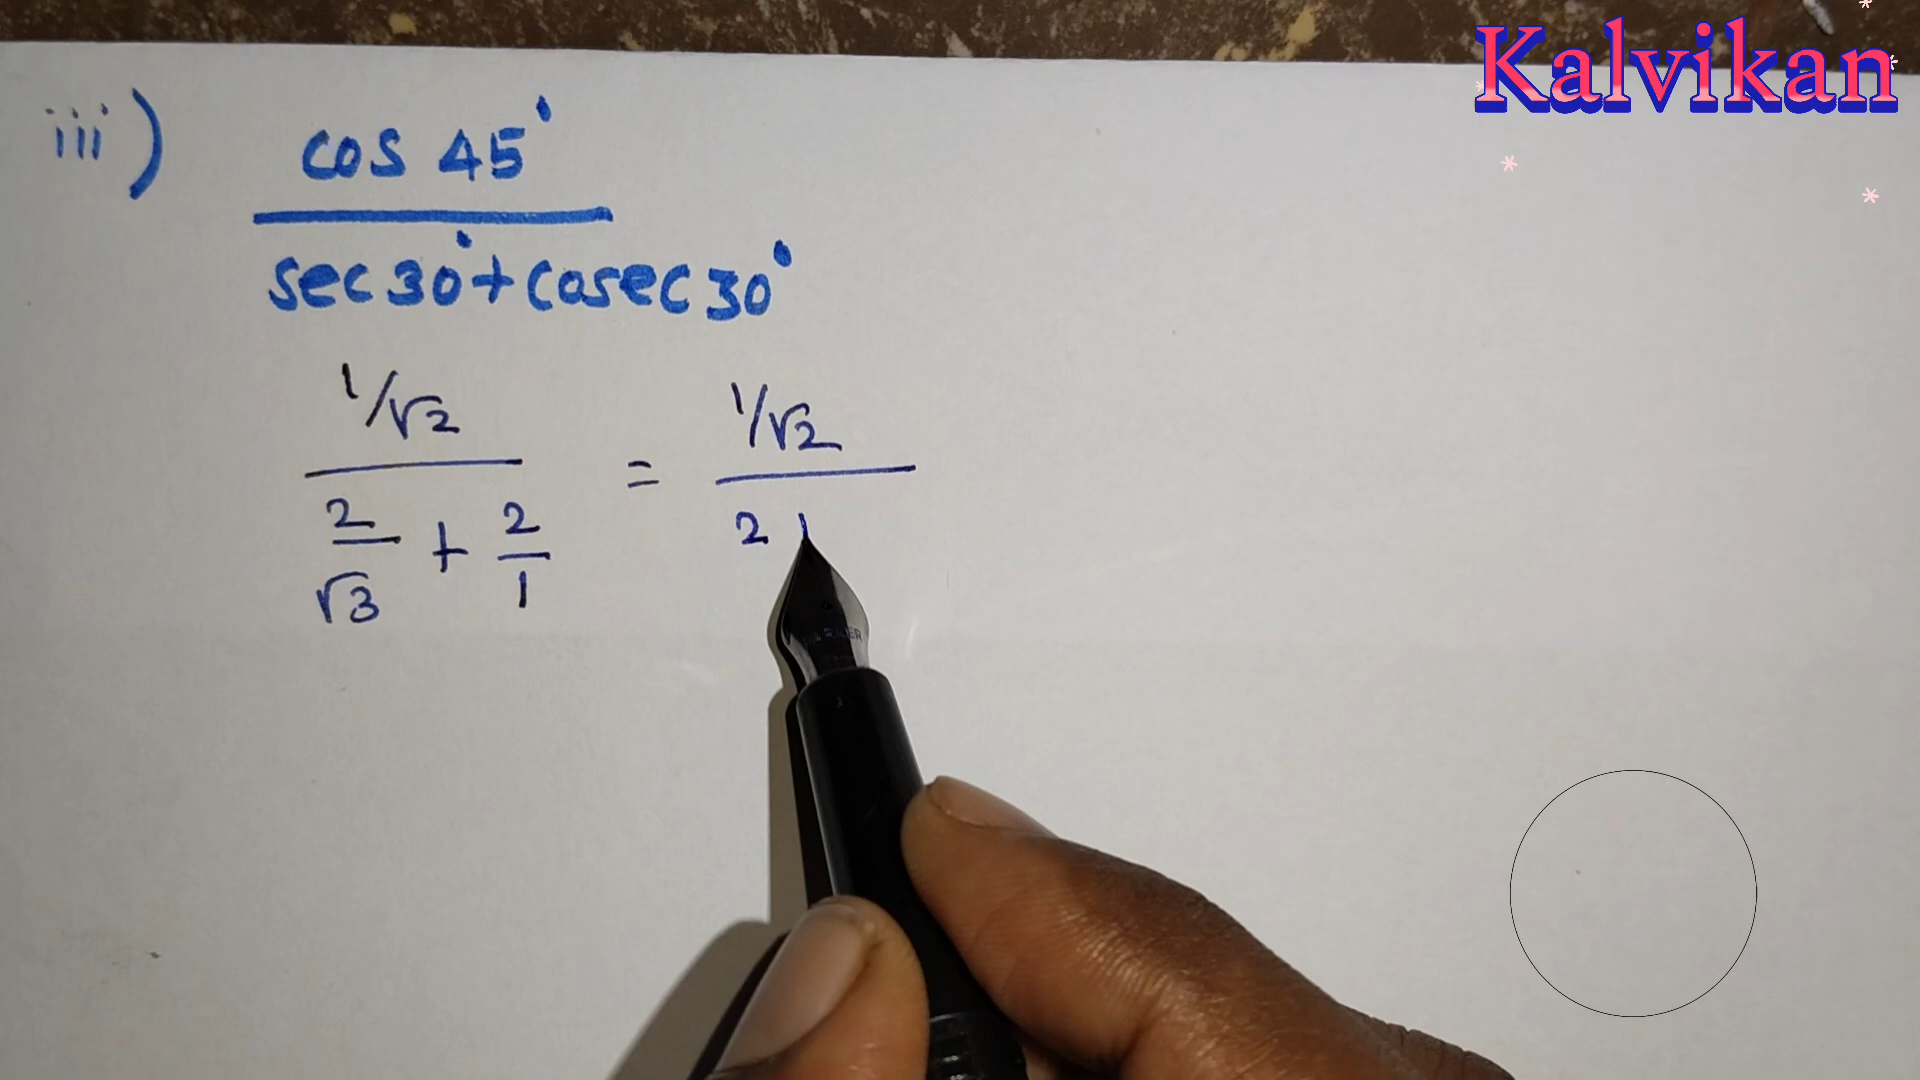 Kalvikan
iii) cos 45°
sec 30° + cosec 30°
1/√2 = 1/√2
2/√3 + 2/1
2